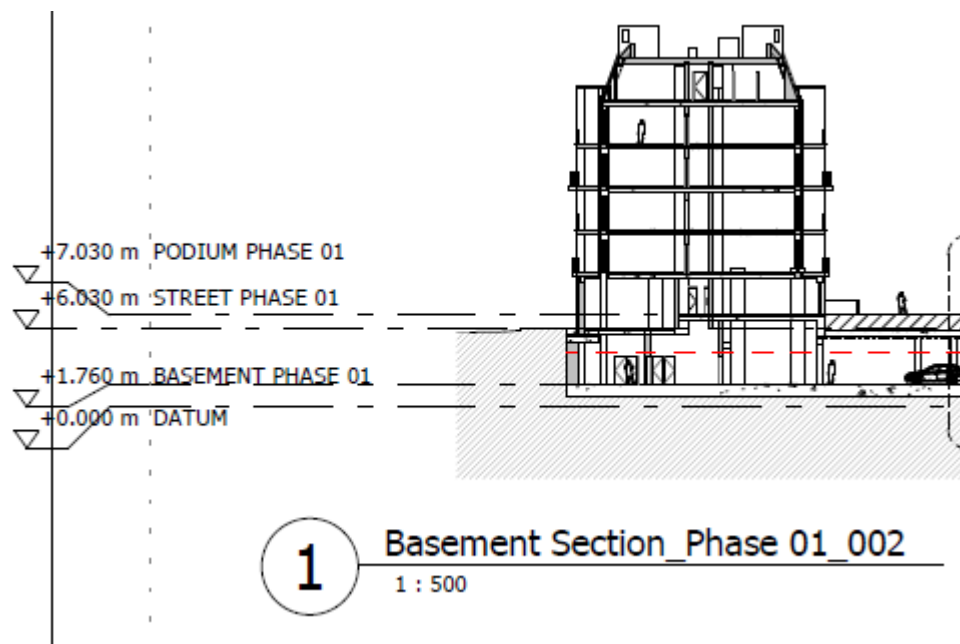 +7.030 m PODIUM PHASE 01
+6.030 m STREET PHASE 01
+1.760 m BASEMENT PHASE 01
+0.000 m DATUM
1
Basement Section_Phase 01_002
1 : 500